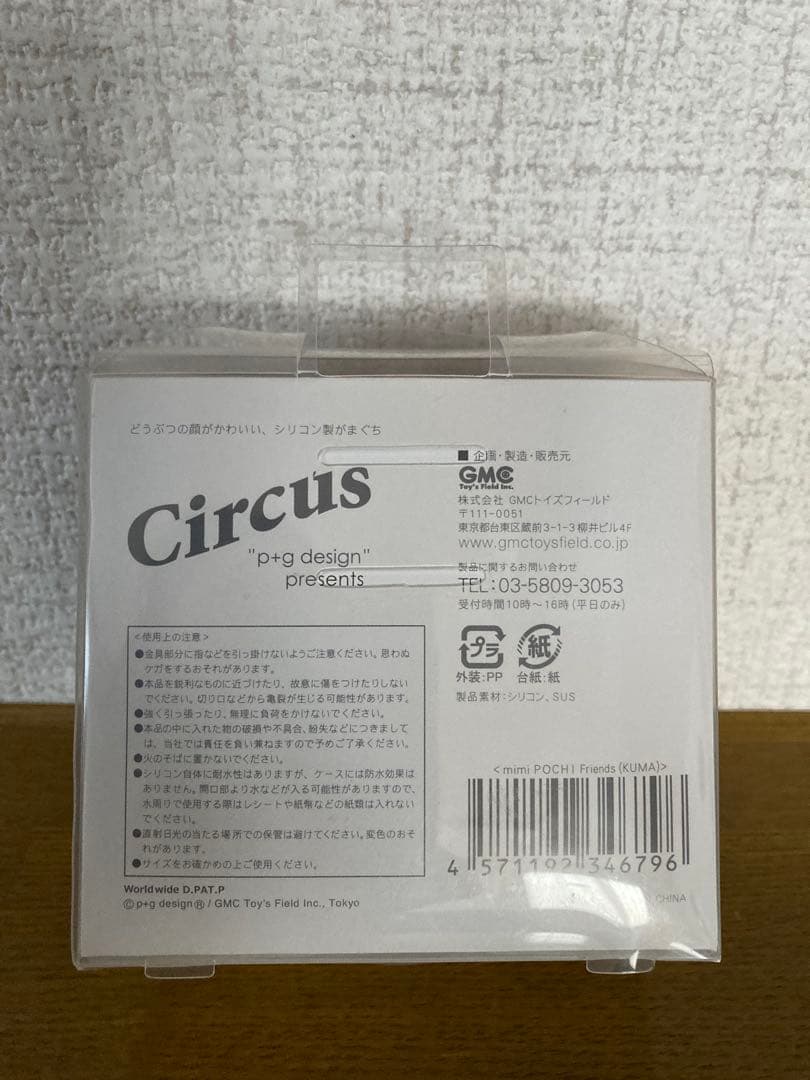 どうぶつの顔がかわいい、シリコン製がまぐち
Circus
"p+g design"
presents
■ 企画・製造・販売元
GMC
Toy's Field Inc.
株式会社 GMCトイズフィールド
〒111-0051
東京都台東区蔵前3-1-3柳井ビル4F
www.gmctoysfield.co.jp
製品に関するお問い合わせ
TEL：03-5809-3053
受付時間10時～16時(平日のみ)
プラ 紙
外装：PP 台紙：紙
製品素材：シリコン、SUS
＜使用上の注意＞
●金具部分に指などを引っ掛けないようご注意ください。思わぬ
ケガをするおそれがあります。
●本品を鋭利なものに近づけたり、故意に傷をつけたりしない
でください。切り口などから亀裂が生じる可能性があります。
●強く引っ張ったり、無理に負荷をかけないでください。
●本品の中に入れた物の破損や不具合、紛失などにつきまして
は、当社では責任を負い兼ねますので予めご了承ください。
●火のそばに置かないでください。
●シリコン自体に耐水性はありますが、ケースには防水効果は
ありません。開口部より水などが入る可能性がありますので、
水周りで使用する際はレシートや紙幣などの紙類は入れない
でください。
●直射日光の当たる場所での保管は避けてください。変色のおそ
れがあります。
●サイズをお確かめの上ご使用ください。
＜mimi POCHI Friends (KUMA)＞
4 571192 346796
Worldwide D.PAT.P
©p+g design® / GMC Toy's Field Inc., Tokyo
CHINA